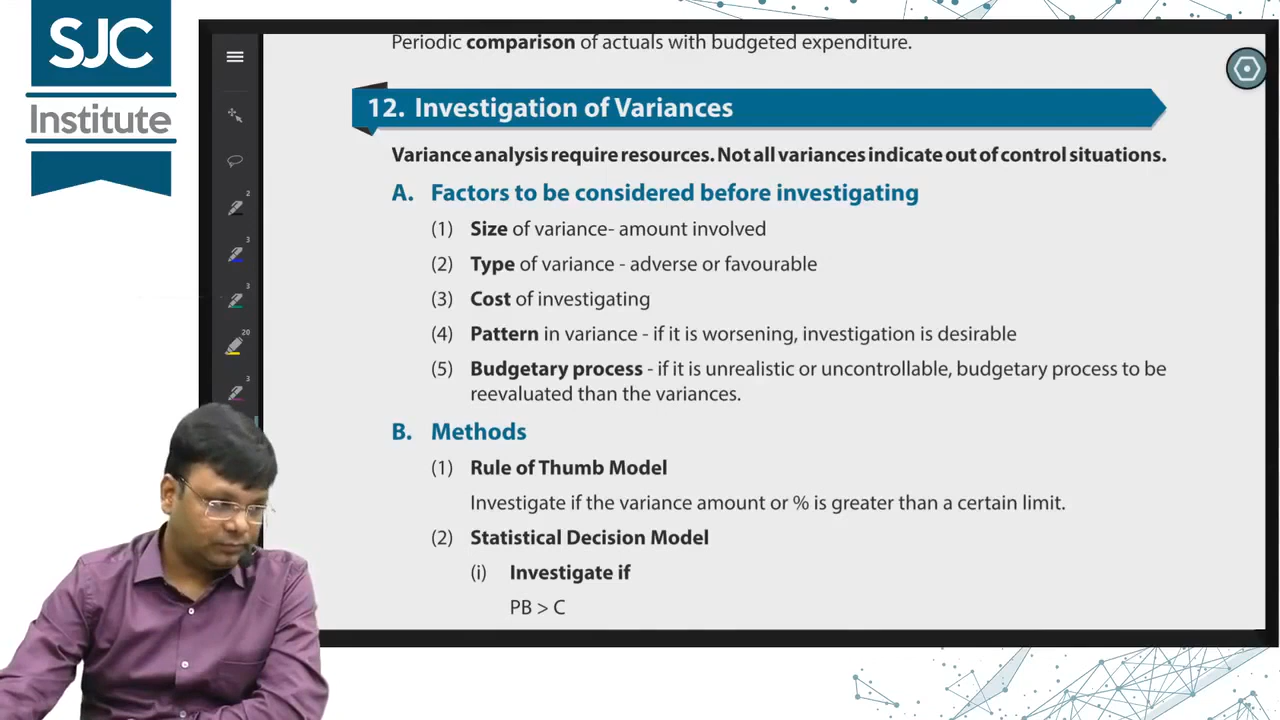 SJC
Institute
Periodic comparison of actuals with budgeted expenditure.
12. Investigation of Variances
Variance analysis require resources. Not all variances indicate out of control situations.
A. Factors to be considered before investigating
(1) Size of variance- amount involved
(2) Type of variance - adverse or favourable
(3) Cost of investigating
(4) Pattern in variance - if it is worsening, investigation is desirable
(5) Budgetary process - if it is unrealistic or uncontrollable, budgetary process to be
reevaluated than the variances.
B. Methods
(1) Rule of Thumb Model
Investigate if the variance amount or % is greater than a certain limit.
(2) Statistical Decision Model
(i) Investigate if
PB > C
2
3
3
20
3